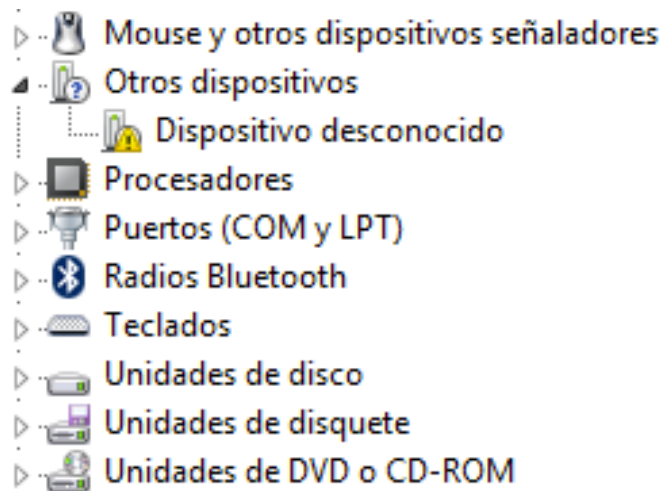 Mouse y otros dispositivos señaladores
Otros dispositivos
Dispositivo desconocido
Procesadores
Puertos (COM y LPT)
Radios Bluetooth
Teclados
Unidades de disco
Unidades de disquete
Unidades de DVD o CD-ROM